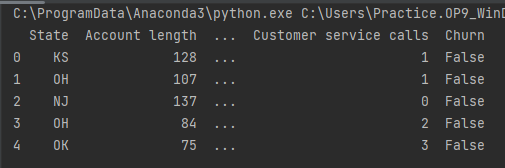 C:\ProgramData\Anaconda3\python.exe C:\Users\Practice.OP9_WinD
State Account length ... Customer service calls Churn
0 KS 128 ... 1 False
1 OH 107 ... 1 False
2 NJ 137 ... 0 False
3 OH 84 ... 2 False
4 OK 75 ... 3 False